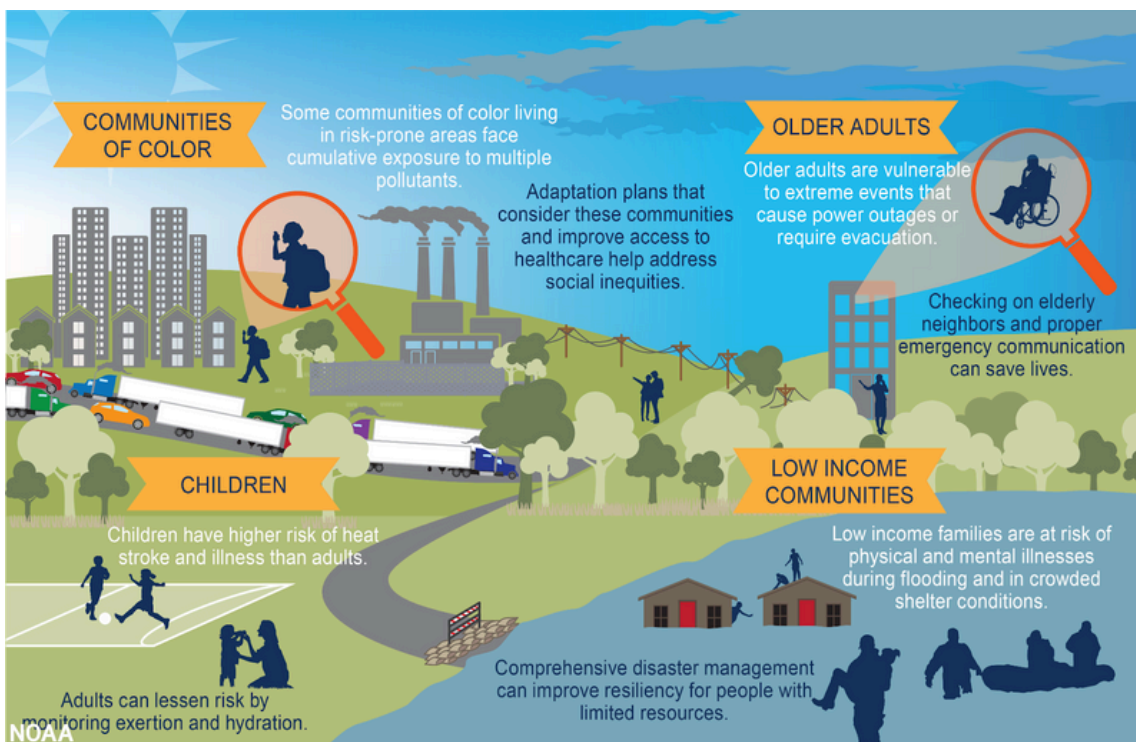 COMMUNITIES
OF COLOR
Some communities of color living
in risk-prone areas face
cumulative exposure to multiple
pollutants.
Adaptation plans that
consider these communities
and improve access to
healthcare help address
social inequities.
OLDER ADULTS
Older adults are vulnerable
to extreme events that
cause power outages or
require evacuation.
Checking on elderly
neighbors and proper
emergency communication
can save lives.
CHILDREN
Children have higher risk of heat
stroke and illness than adults.
Adults can lessen risk by
monitoring exertion and hydration.
LOW INCOME
COMMUNITIES
Low income families are at risk of
physical and mental illnesses
during flooding and in crowded
shelter conditions.
Comprehensive disaster management
can improve resiliency for people with
limited resources.
NOAA